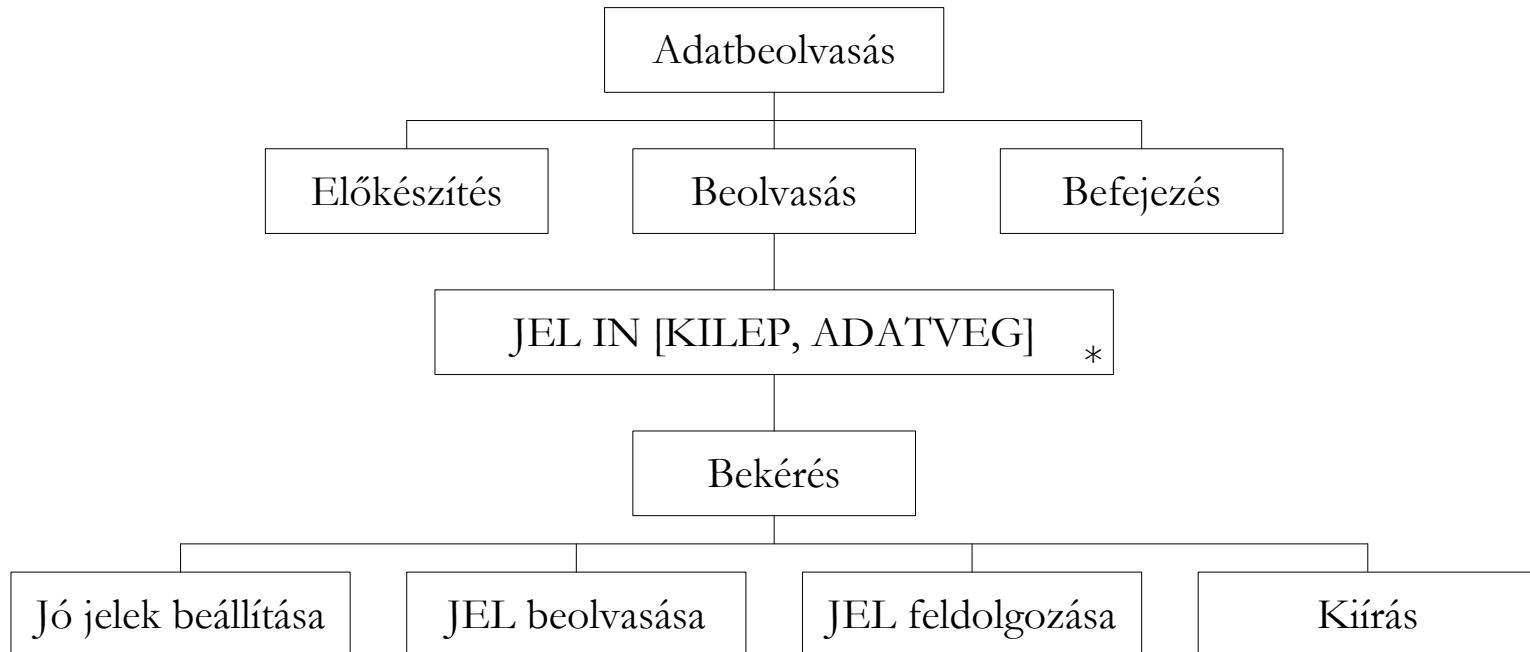 Adatbeolvasás
Előkészítés
Beolvasás
Befejezés
JEL IN [KILEP, ADATVEG]
*
Bekérés
Jó jelek beállítása
JEL beolvasása
JEL feldolgozása
Kiírás